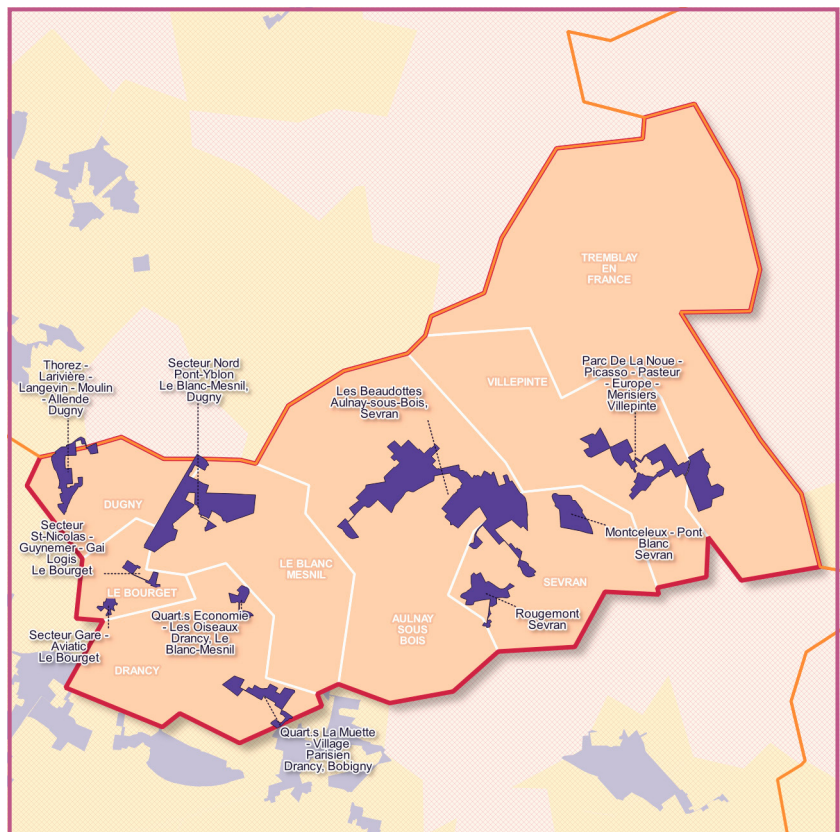 TREMBLAY
EN
FRANCE
Thorez -
Larivière -
Langevin - Moulin
- Allende
Dugny
Secteur Nord
Pont-Yblon
Le Blanc-Mesnil,
Dugny
Les Beaudottes
Aulnay-sous-Bois,
Sevran
VILLEPINTE
Parc De La Noue -
Picasso - Pasteur
- Europe -
Merisiers
Villepinte
DUGNY
Secteur
St-Nicolas -
Guynemer - Gai
Logis
Le Bourget
LE BOURGET
LE BLANC
MESNIL
Montceleux - Pont
Blanc
Sevran
SEVRAN
Secteur Gare -
Aviatic
Le Bourget
Quart.s Economie
- Les Oiseaux
Drancy, Le
Blanc-Mesnil
AULNAY
SOUS
BOIS
Rougemont
Sevran
DRANCY
Quart.s La Muette
- Village
Parisien
Drancy, Bobigny